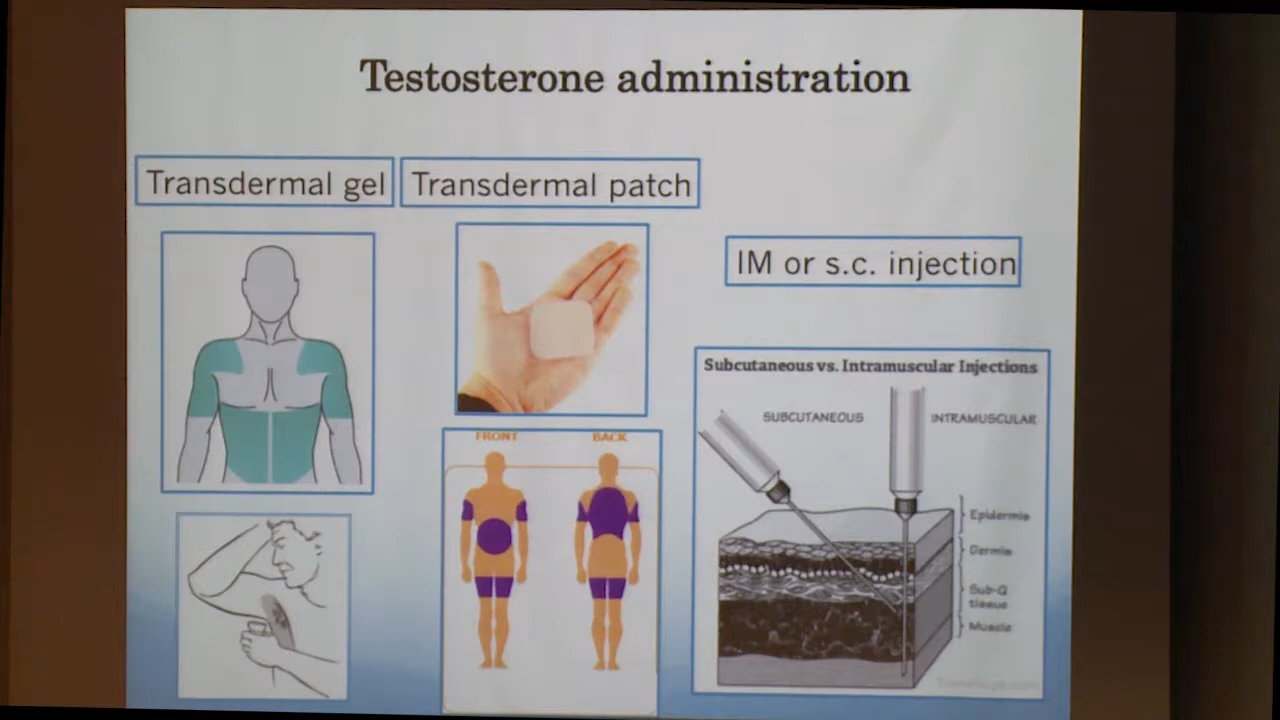 Testosterone administration
Transdermal gel
Transdermal patch
IM or s.c. injection
FRONT
BACK
Subcutaneous vs. Intramuscular Injections
SUBCUTANEOUS
INTRAMUSCULAR
Epidermis
Dermis
Sub-Q
tissue
Muscle